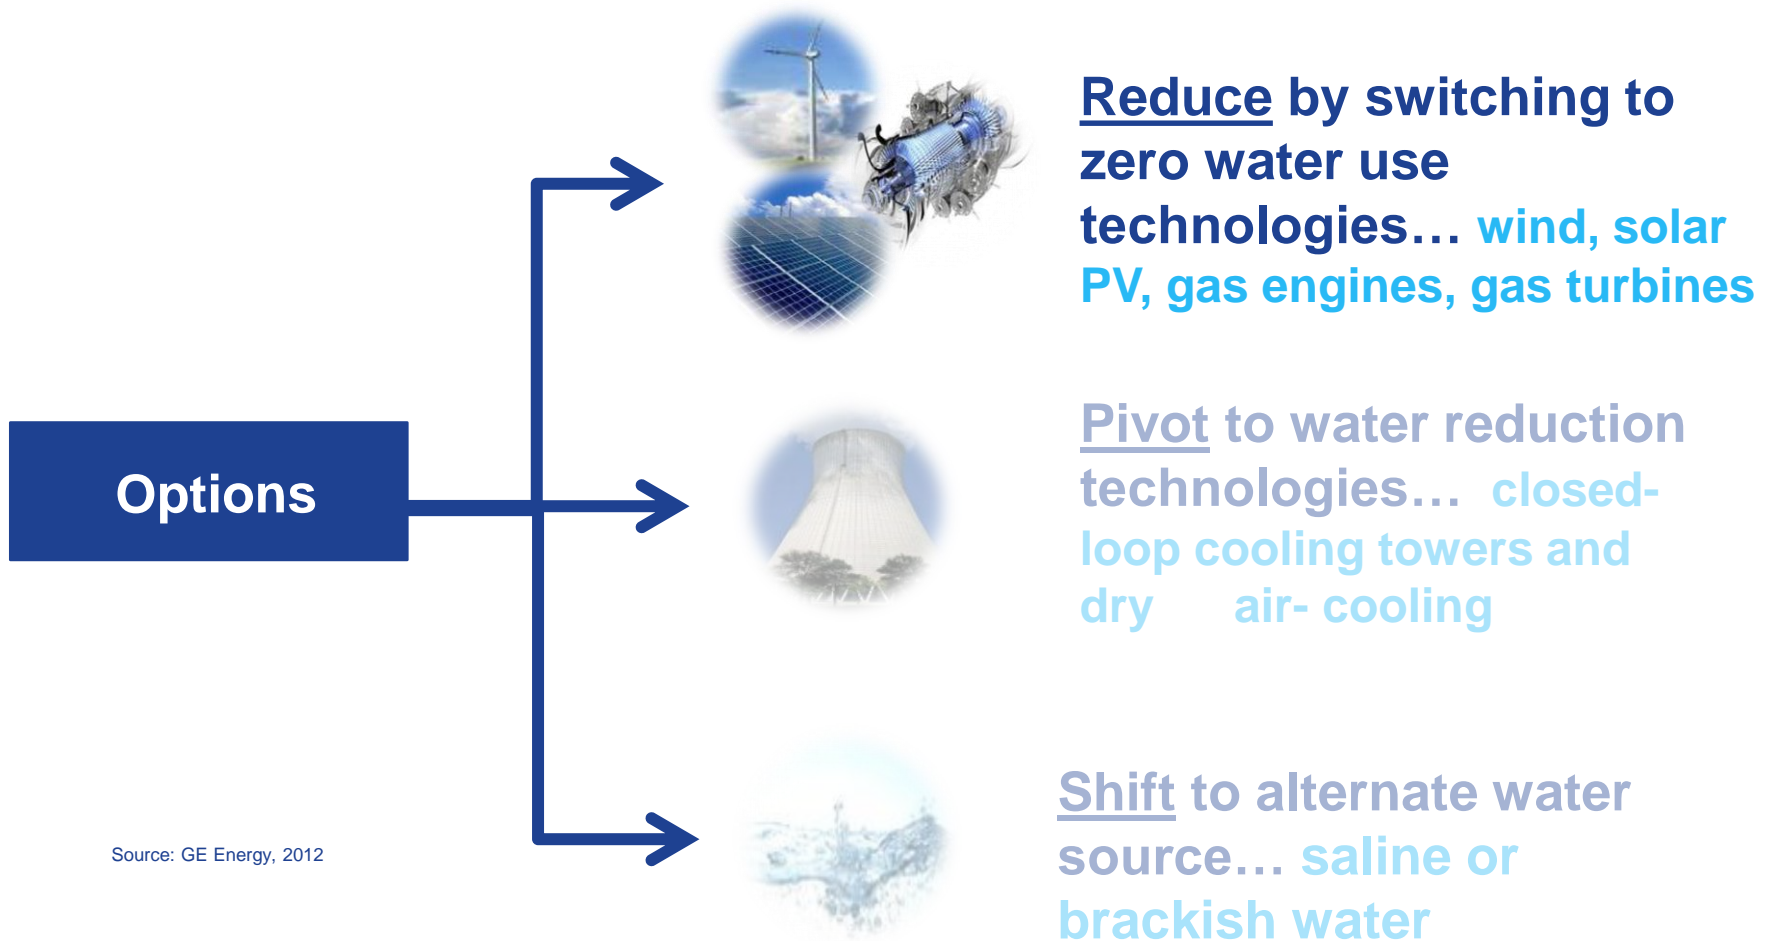 Reduce by switching to
zero water use
technologies… wind, solar
PV, gas engines, gas turbines
Options
Pivot to water reduction
technologies… closed-
loop cooling towers and
dry air- cooling
Shift to alternate water
source… saline or
brackish water
Source: GE Energy, 2012